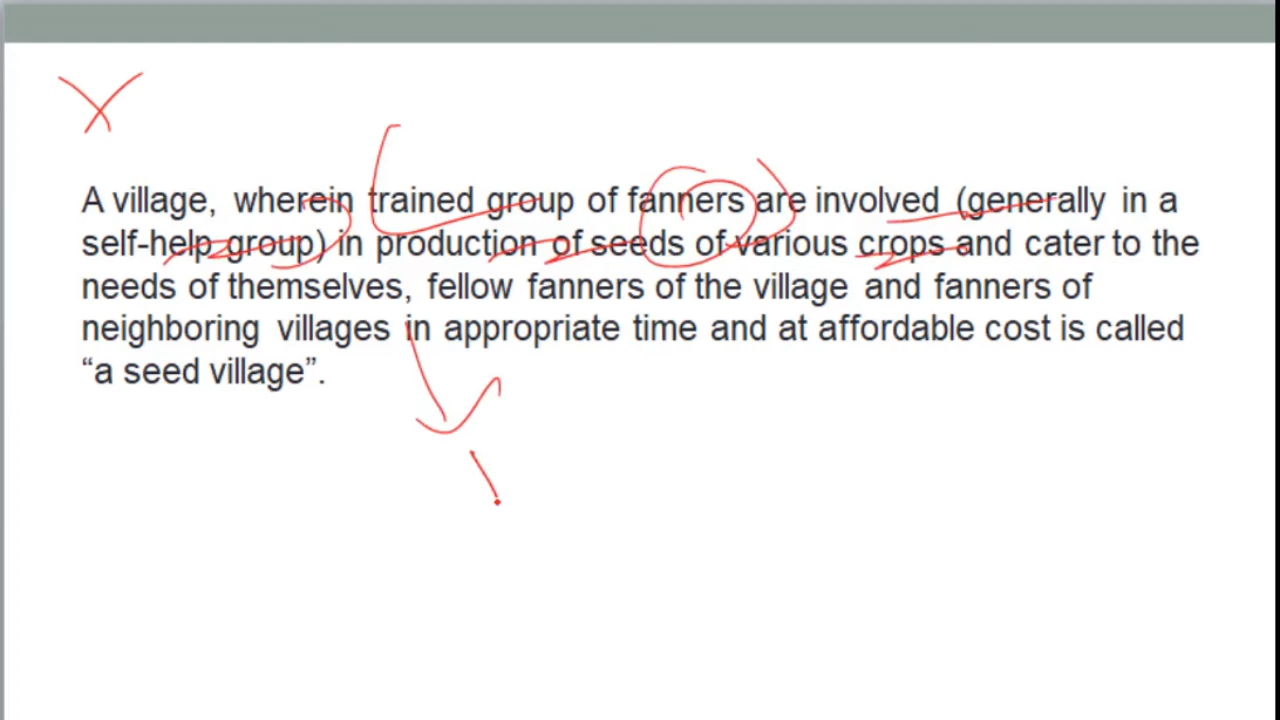 A village, wherein trained group of fanners are involved (generally in a
self-help group) in production of seeds of various crops and cater to the
needs of themselves, fellow fanners of the village and fanners of
neighboring villages in appropriate time and at affordable cost is called
“a seed village”.